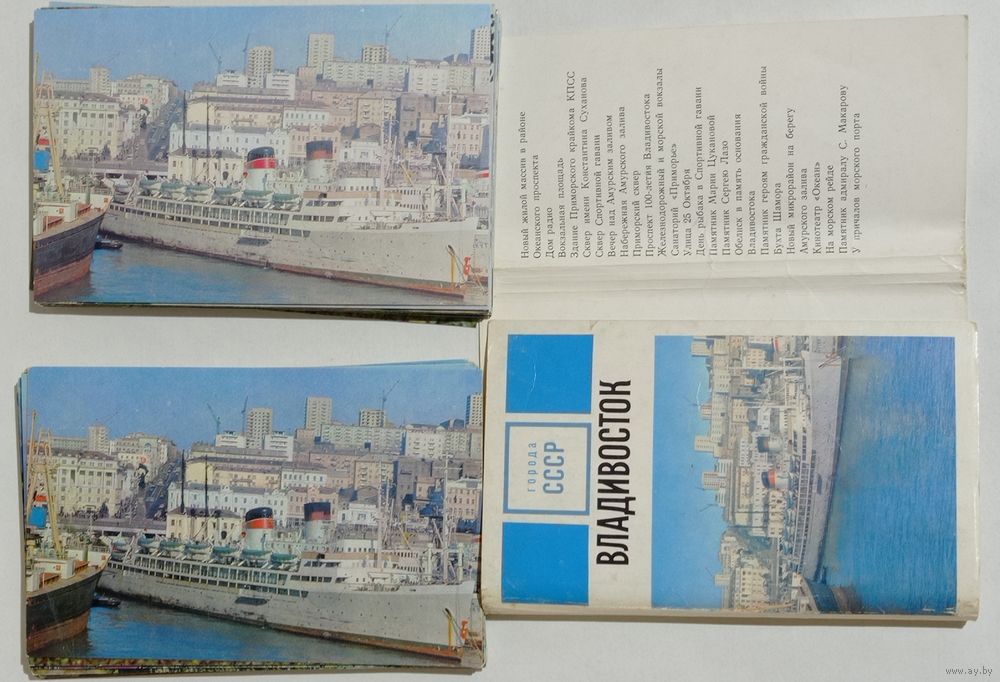 Новый жилой массив в районе
Океанского проспекта
Дом радио
Вокзальная площадь
Здание Приморского крайкома КПСС
Сквер имени Константина Суханова
Сквер Спортивной гавани
Вечер над Амурским заливом
Набережная Амурского залива
Приморский сквер
Проспект 100-летия Владивостока
Железнодорожный и морской вокзалы
Санаторий «Приморье»
Улица 25 Октября
День рыбака в Спортивной гавани
Памятник Марии Цукановой
Памятник Сергею Лазо
Обелиск в память основания
Владивостока
Памятник героям гражданской войны
Бухта Шамора
Новый микрорайон на берегу
Амурского залива
Кинотеатр «Океан»
На морском рейде
Памятник адмиралу С. Макарову
У причалов морского порта
города
СССР
ВЛАДИВОСТОК
www.ay.by